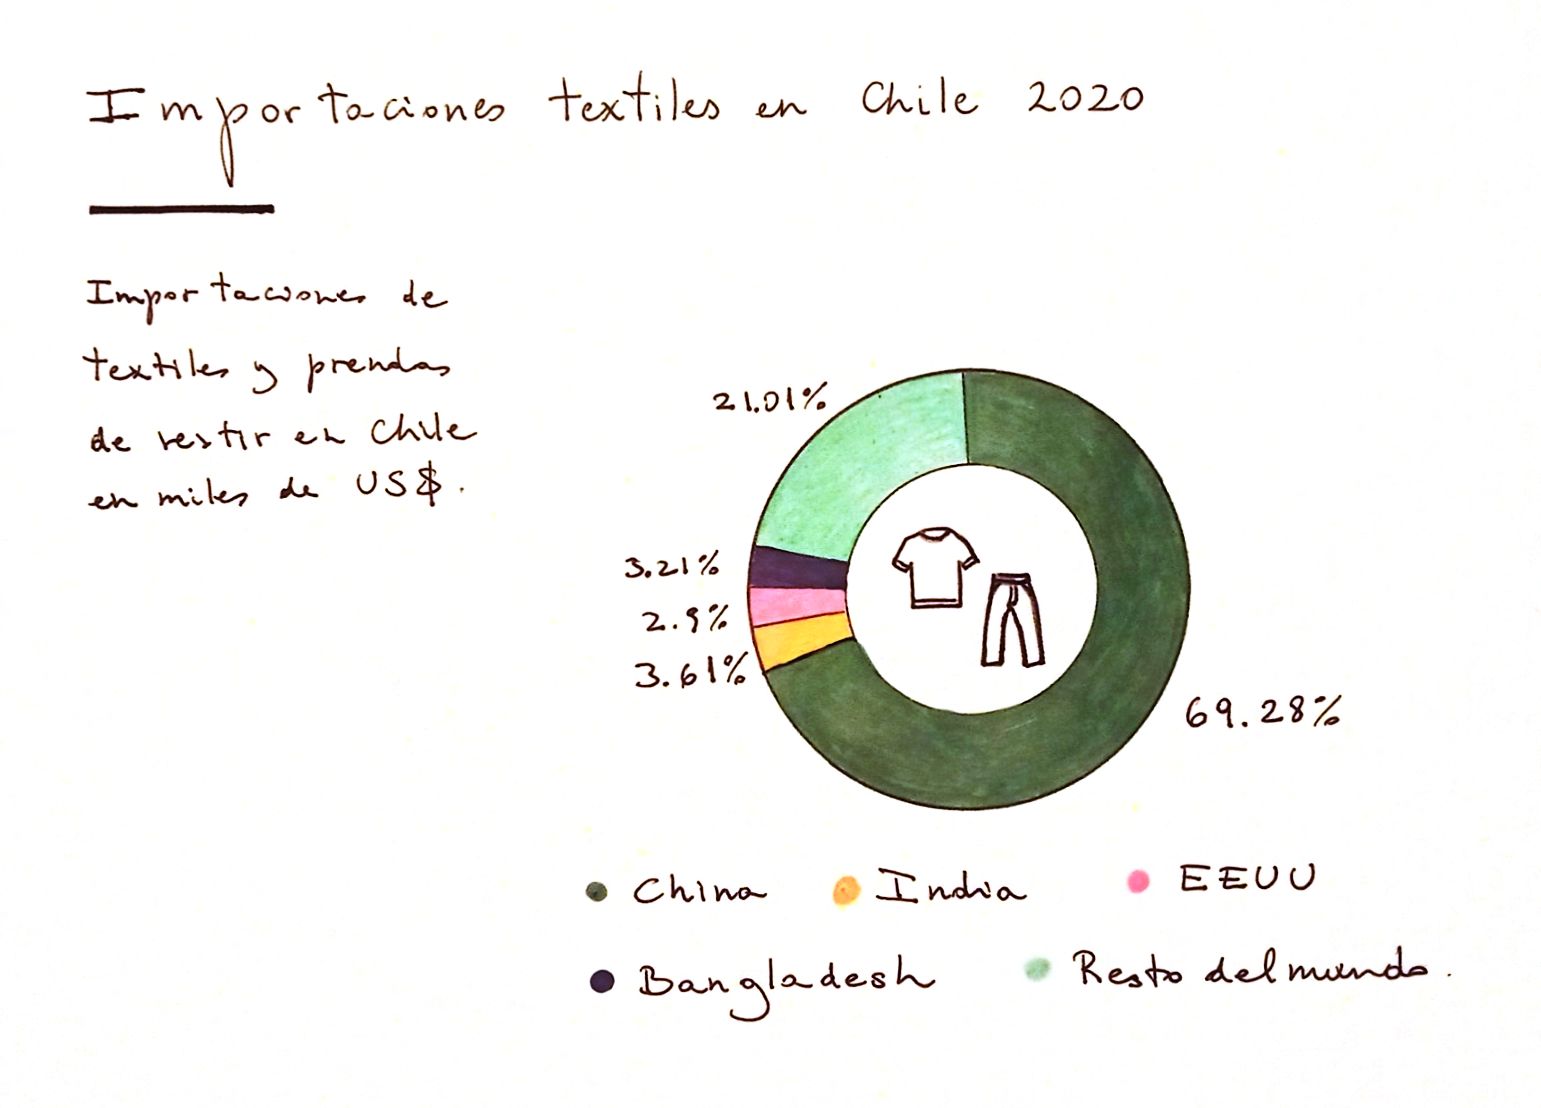 Importaciones textiles en Chile 2020
Importaciones de
textiles y prendas
de vestir en Chile
en miles de US$.
21.01%
3.21%
2.9%
3.61%
69.28%
China
India
EEUU
Bangladesh
Resto del mundo.